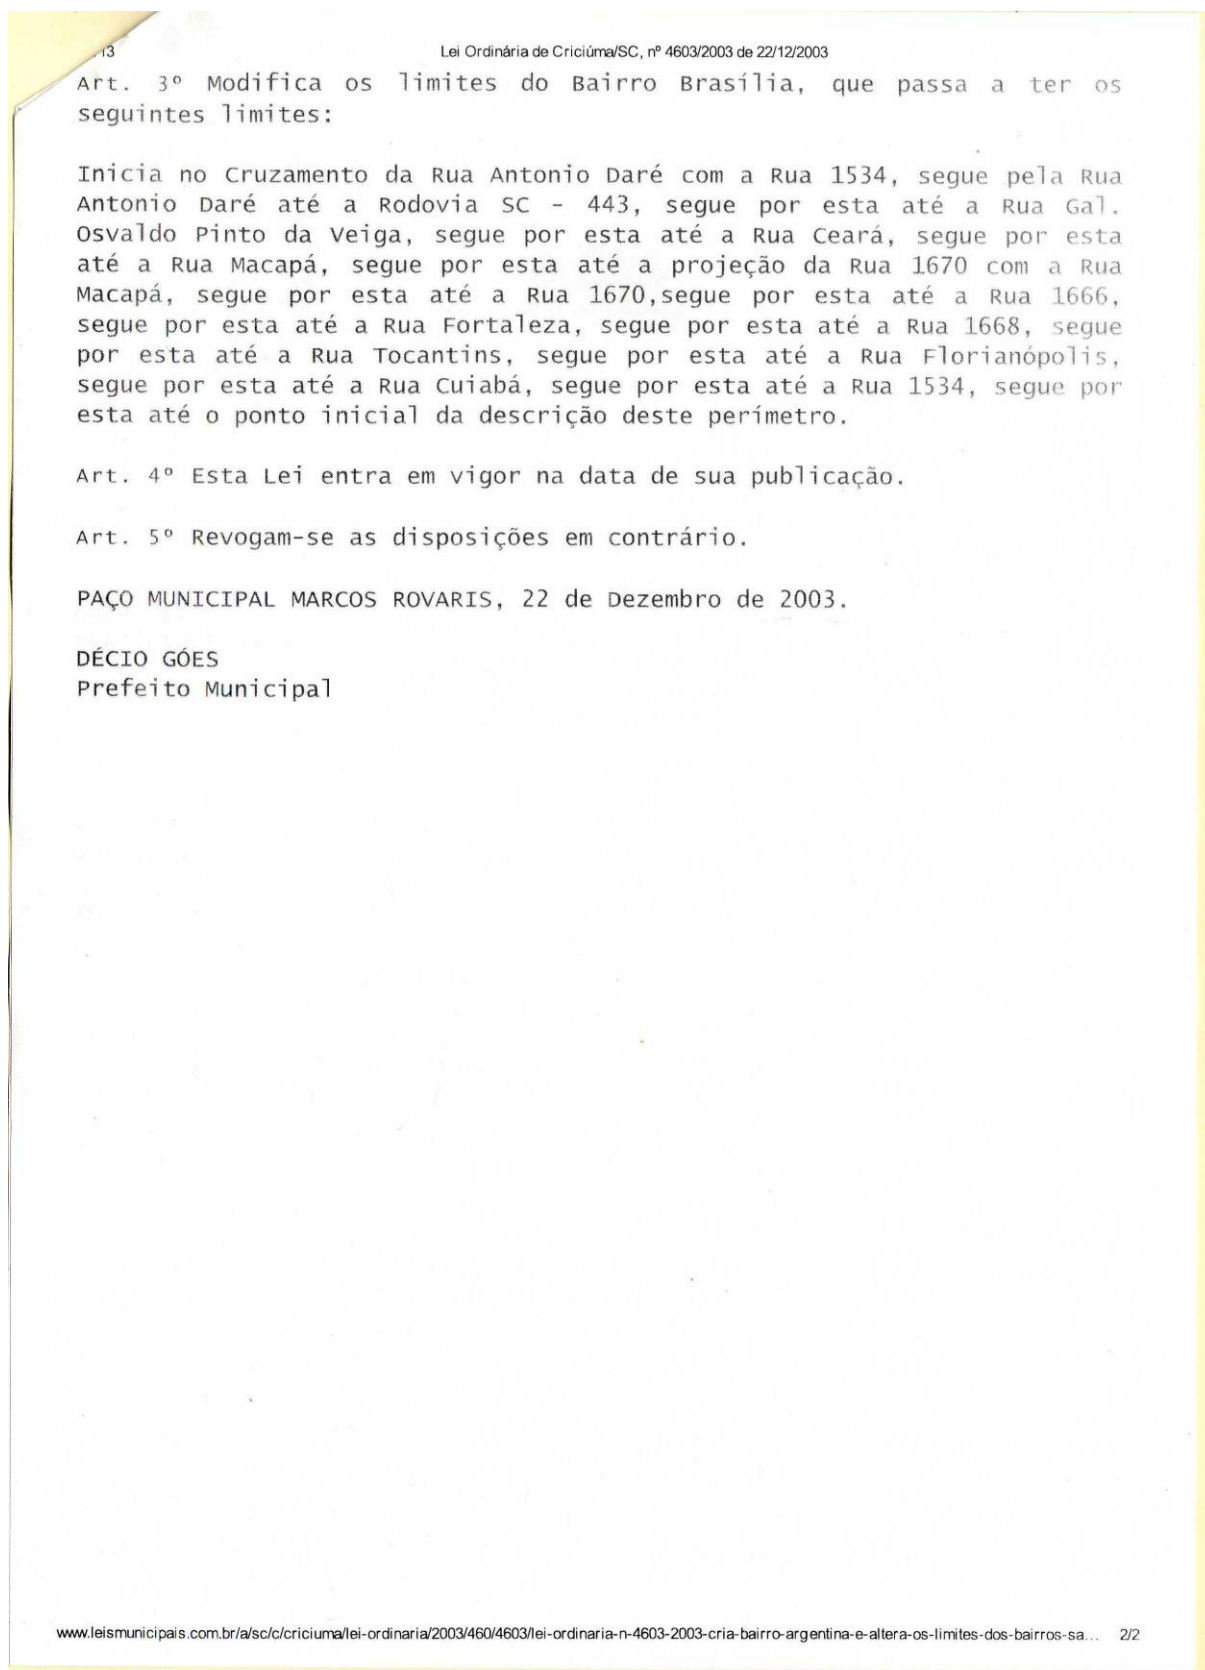 13 Lei Ordinária de Criciúma/SC, nº 4603/2003 de 22/12/2003
Art. 3º Modifica os limites do Bairro Brasília, que passa a ter os
seguintes limites:
Inicia no Cruzamento da Rua Antonio Daré com a Rua 1534, segue pela Rua
Antonio Daré até a Rodovia SC - 443, segue por esta até a Rua Gal.
Osvaldo Pinto da Veiga, segue por esta até a Rua Ceará, segue por esta
até a Rua Macapá, segue por esta até a projeção da Rua 1670 com a Rua
Macapá, segue por esta até a Rua 1670,segue por esta até a Rua 1666,
segue por esta até a Rua Fortaleza, segue por esta até a Rua 1668, segue
por esta até a Rua Tocantins, segue por esta até a Rua Florianópolis,
segue por esta até a Rua Cuiabá, segue por esta até a Rua 1534, segue por
esta até o ponto inicial da descrição deste perímetro.
Art. 4º Esta Lei entra em vigor na data de sua publicação.
Art. 5º Revogam-se as disposições em contrário.
PAÇO MUNICIPAL MARCOS ROVARIS, 22 de Dezembro de 2003.
DÉCIO GÓES
Prefeito Municipal
www.leismunicipais.com.br/a/sc/c/criciuma/lei-ordinaria/2003/460/4603/lei-ordinaria-n-4603-2003-cria-bairro-argentina-e-altera-os-limites-dos-bairros-sa... 2/2